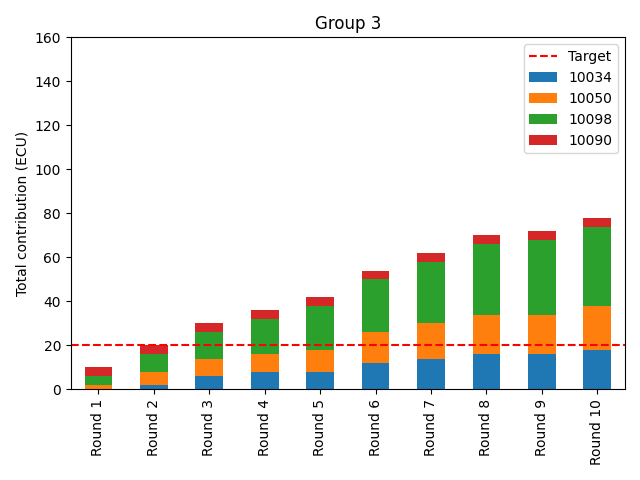 Group 3
Total contribution (ECU)
160
140
120
100
80
60
40
20
0
Target
10034
10050
10098
10090
Round 1
Round 2
Round 3
Round 4
Round 5
Round 6
Round 7
Round 8
Round 9
Round 10